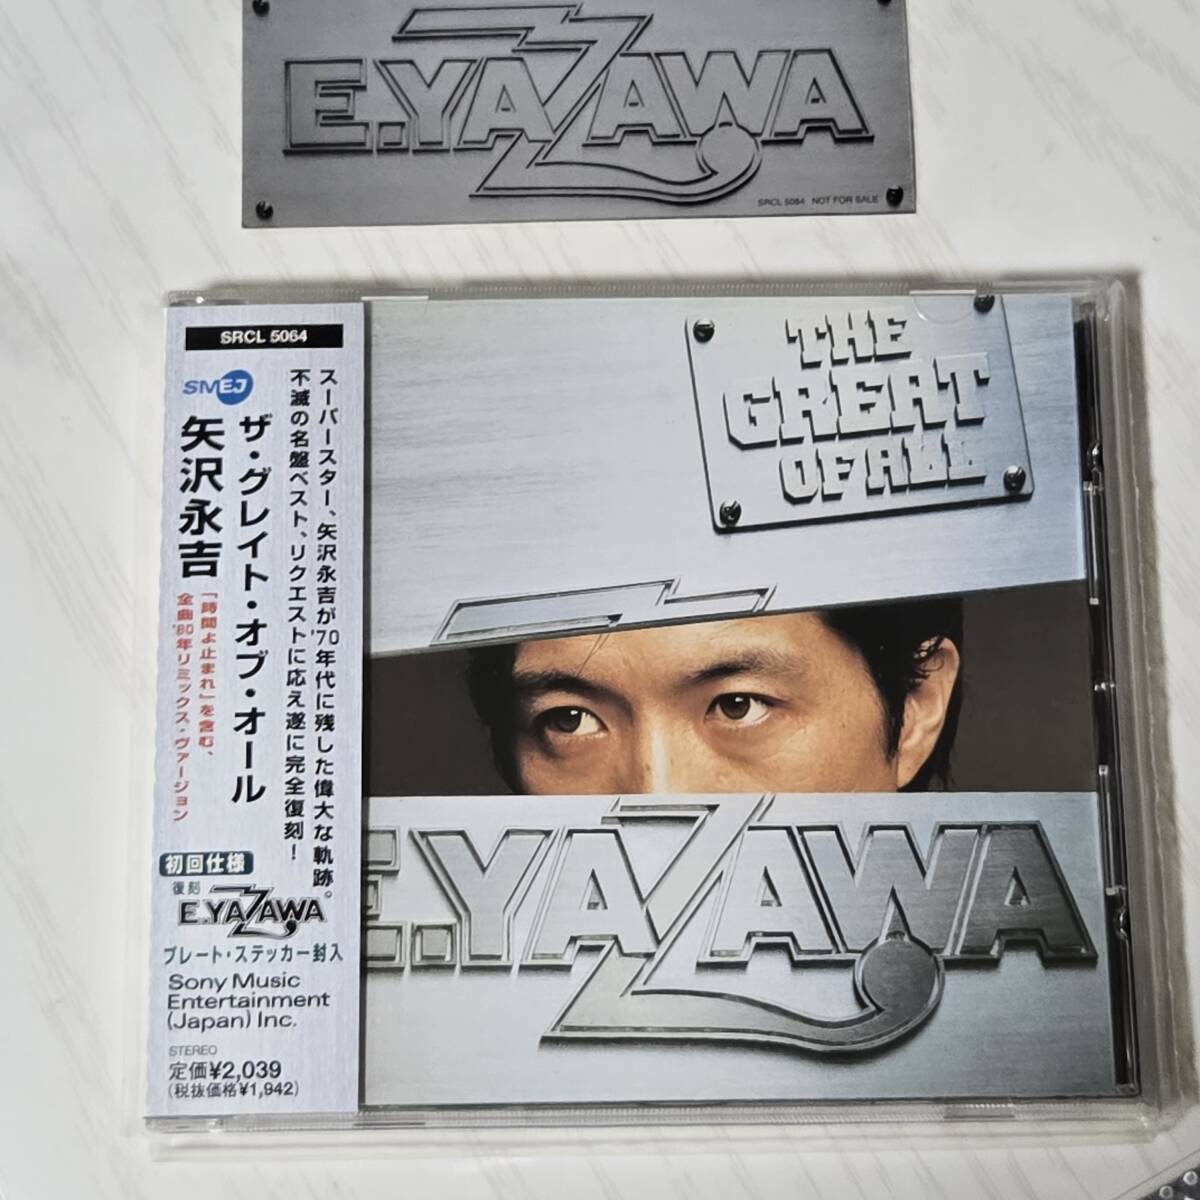 E.YAZAWA
SRCL 5064 NOT FOR SALE
SRCL 5064
SMEJ
スーパースター、矢沢永吉が'70年代に残した偉大な軌跡。
不滅の名盤ベスト、リクエストに応え遂に完全復刻!
ザ・グレイト・オブ・オール
矢沢永吉
「時間よ止まれ」を含む、
全曲'80年リミックス・ヴァージョン
初回仕様
復刻
E.YAZAWA
プレート・ステッカー封入
Sony Music
Entertainment
(Japan) Inc.
STEREO
定価¥2,039
(税抜価格¥1,942)
THE
GREAT
OF ALL
E.YAZAWA